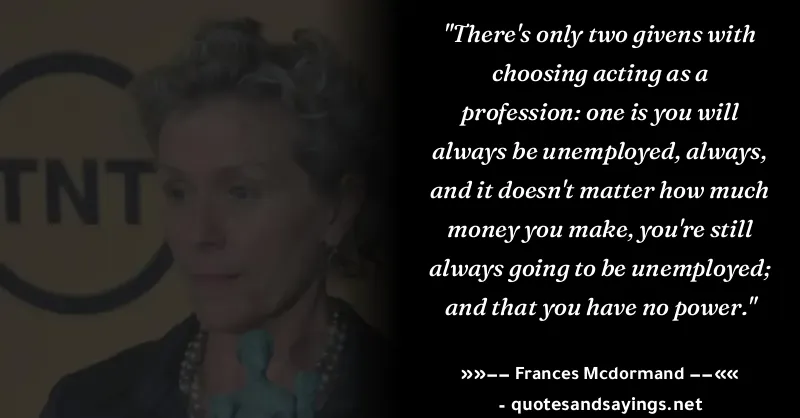 TNT
"There's only two givens with
choosing acting as a
profession: one is you will
always be unemployed, always,
and it doesn't matter how much
money you make, you're still
always going to be unemployed;
and that you have no power."
»»–– Frances Mcdormand ––««
- quotesandsayings.net